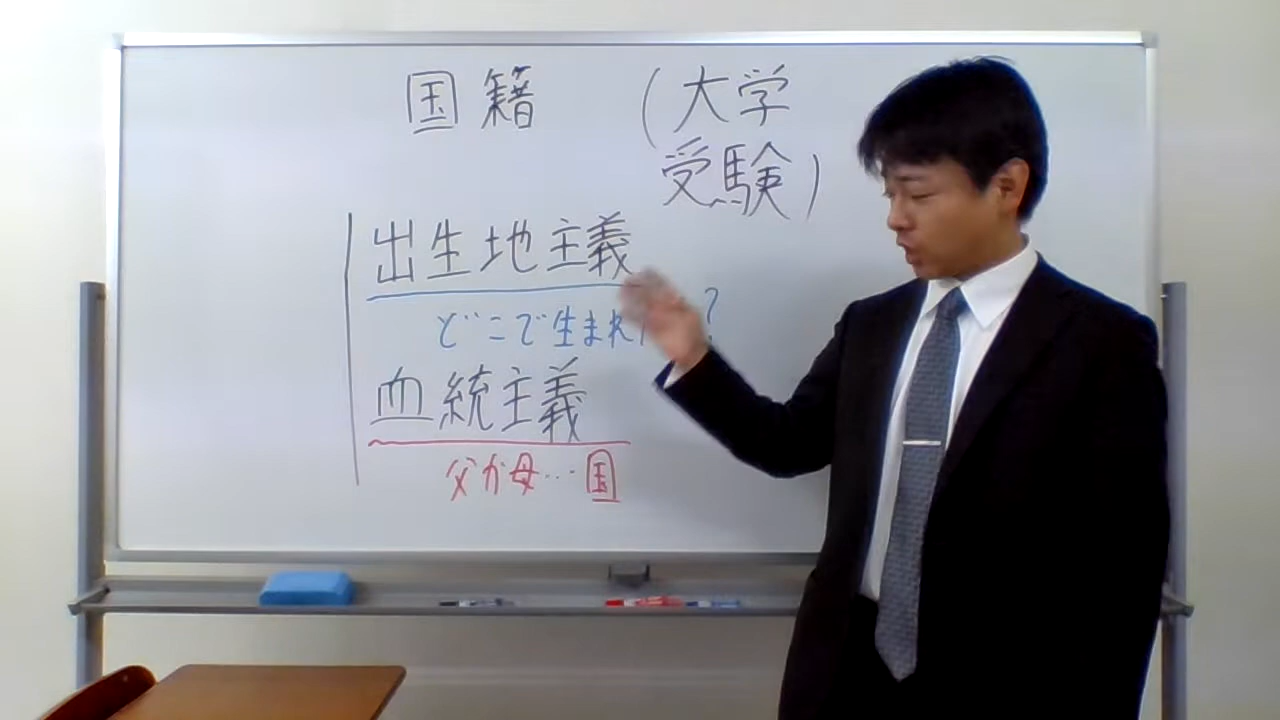 国籍 (大学
受験)
出生地主義
どこで生まれ ?
血統主義
父か母…国